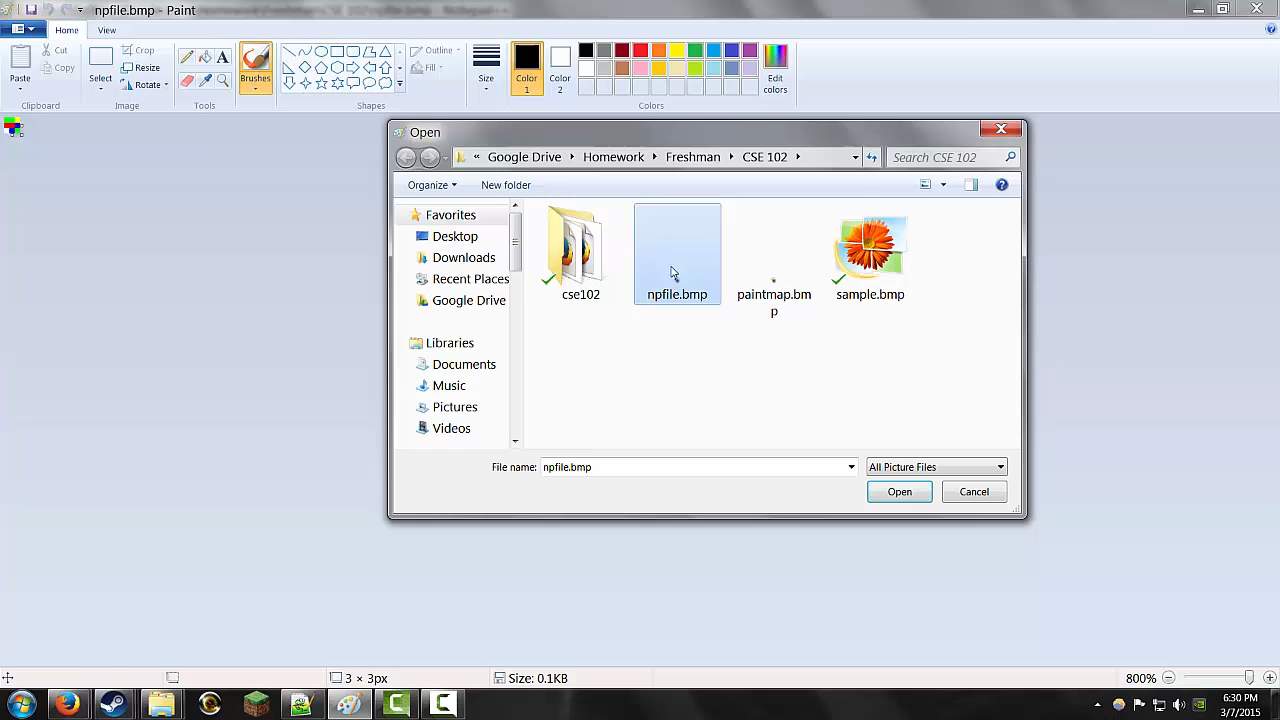 npfile.bmp - Paint
Home
View
Paste
Cut
Copy
Clipboard
Select
Crop
Resize
Rotate
Image
A
Tools
Brushes
Shapes
Outline
Fill
Size
Color
1
Color
2
Edit
colors
Colors
Open
« Google Drive Homework Freshman CSE 102
Search CSE 102
Organize
New folder
Favorites
Desktop
Downloads
Recent Places
Google Drive
Libraries
Documents
Music
Pictures
Videos
cse102
npfile.bmp
paintmap.bm
p
sample.bmp
File name: npfile.bmp
All Picture Files
Open
Cancel
3 × 3px
Size: 0.1KB
800%
6:30 PM
3/7/2015